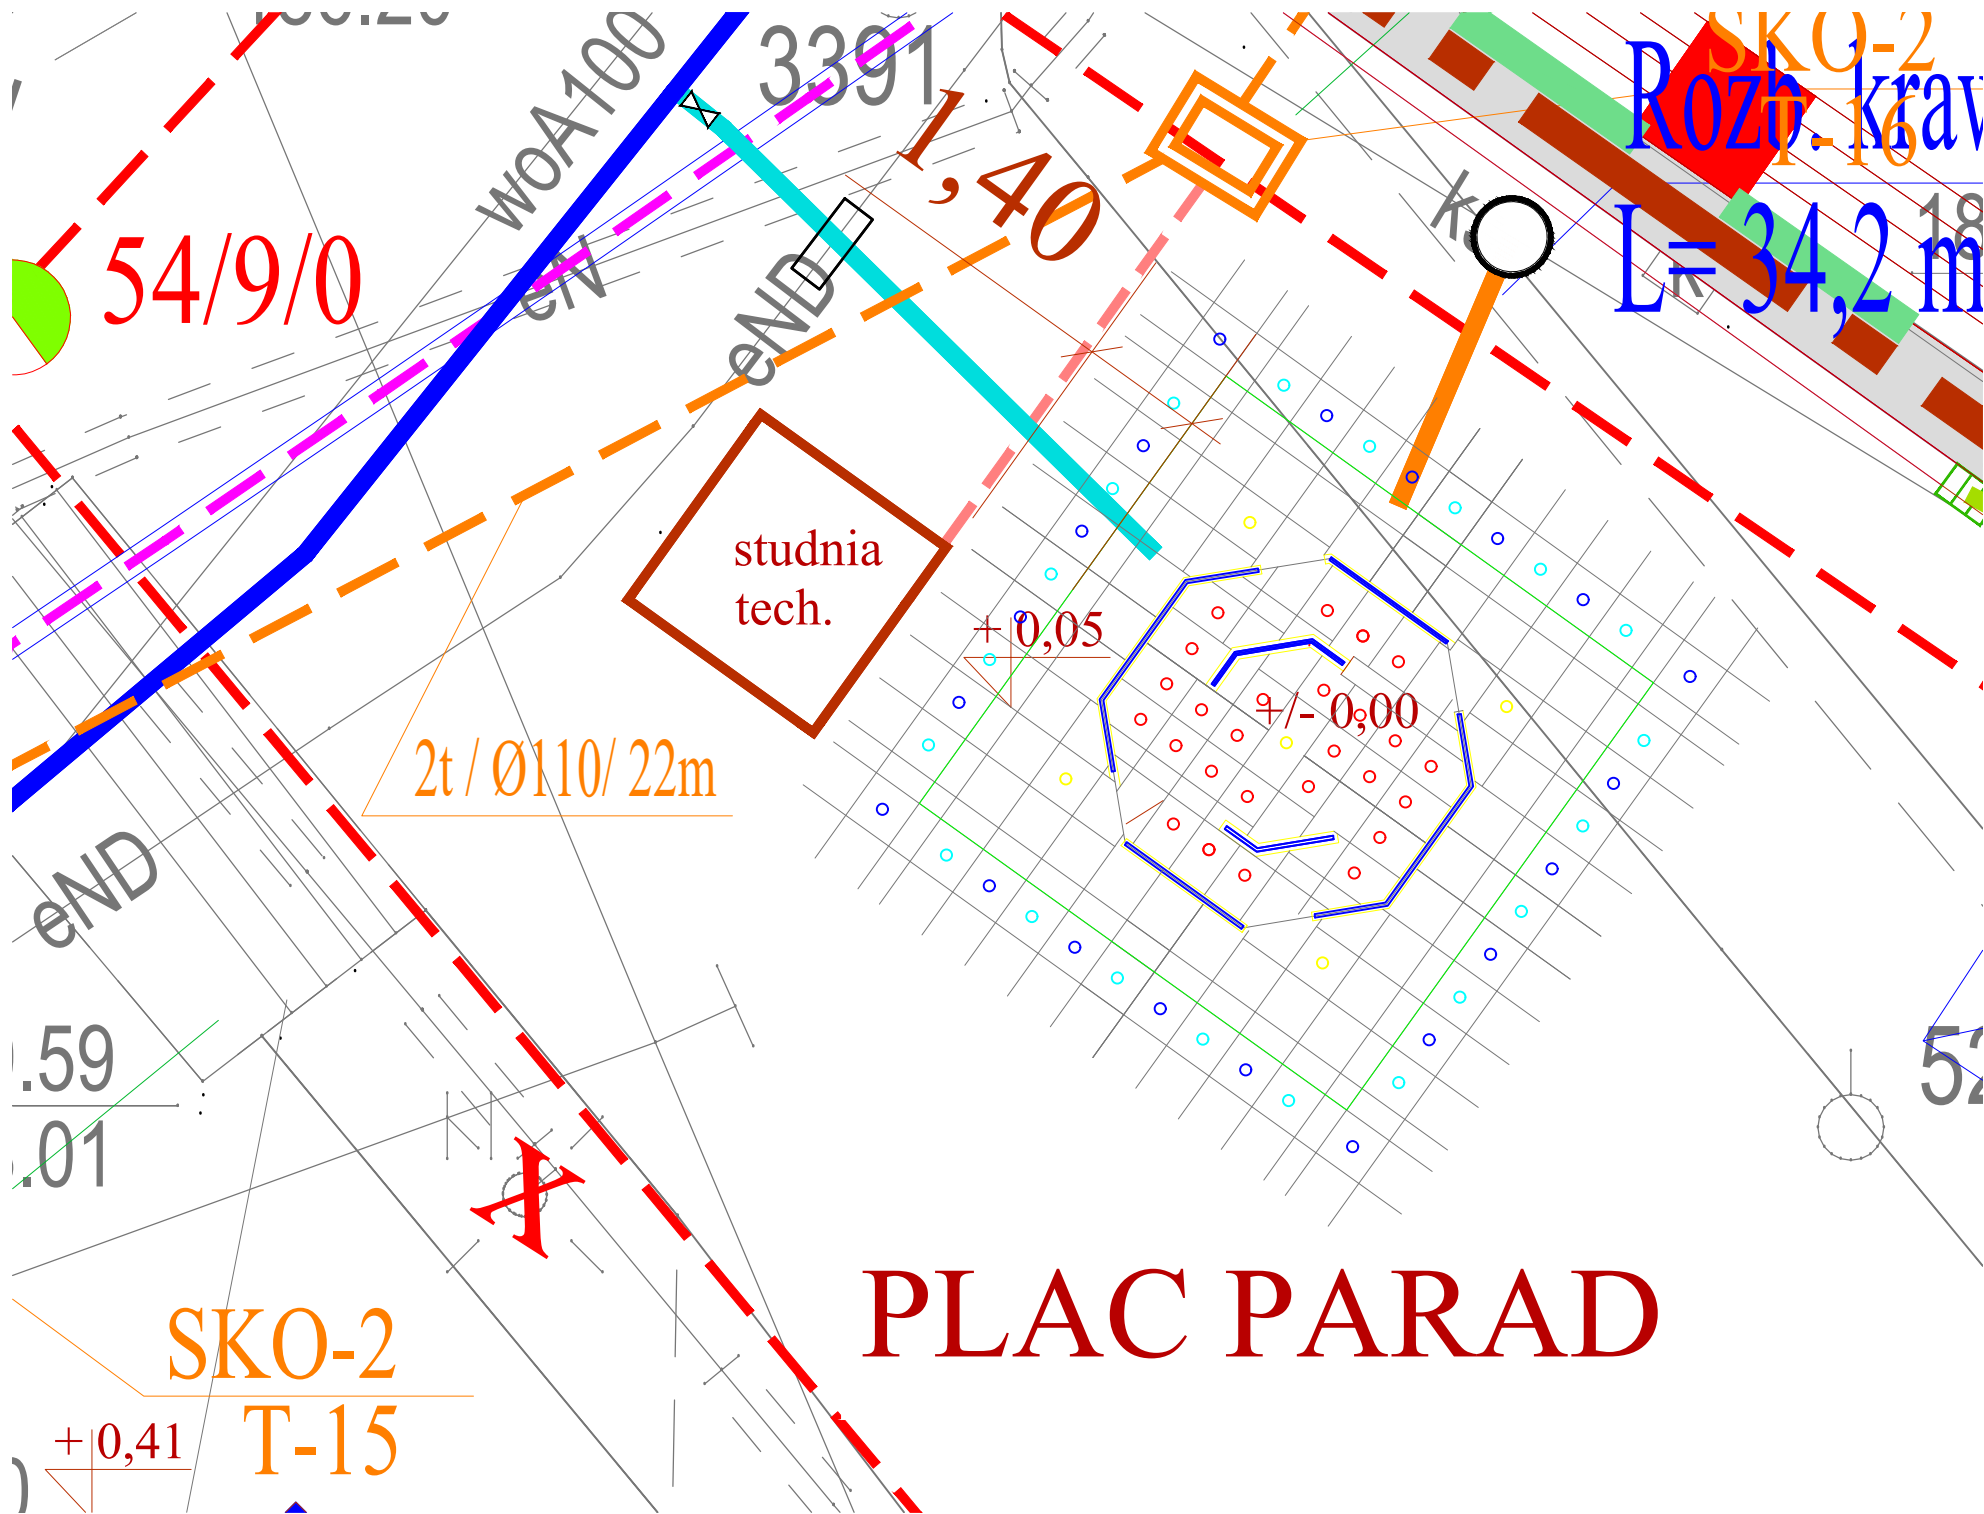 woA100
3391
1,40
SKO-2
T-16
Rozb. kraw
L= 34,2 m
54/9/0
eN
eND
studnia
tech.
+ 0,05
+/- 0,00
2t / Ø110/ 22m
eND
.59
.01
X
PLAC PARAD
SKO-2
T-15
+ 0,41